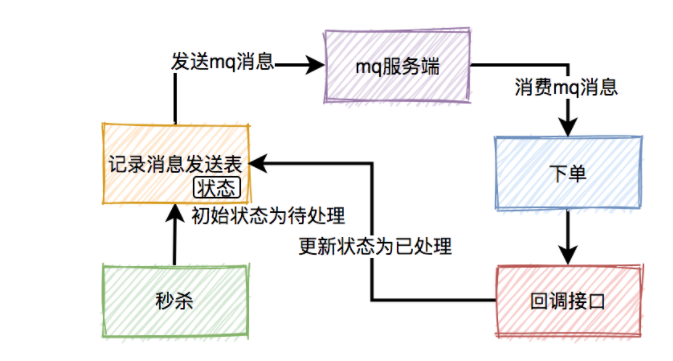 发送mq消息
mq服务端
消费mq消息
记录消息发送表
状态
下单
初始状态为待处理
更新状态为已处理
秒杀
回调接口